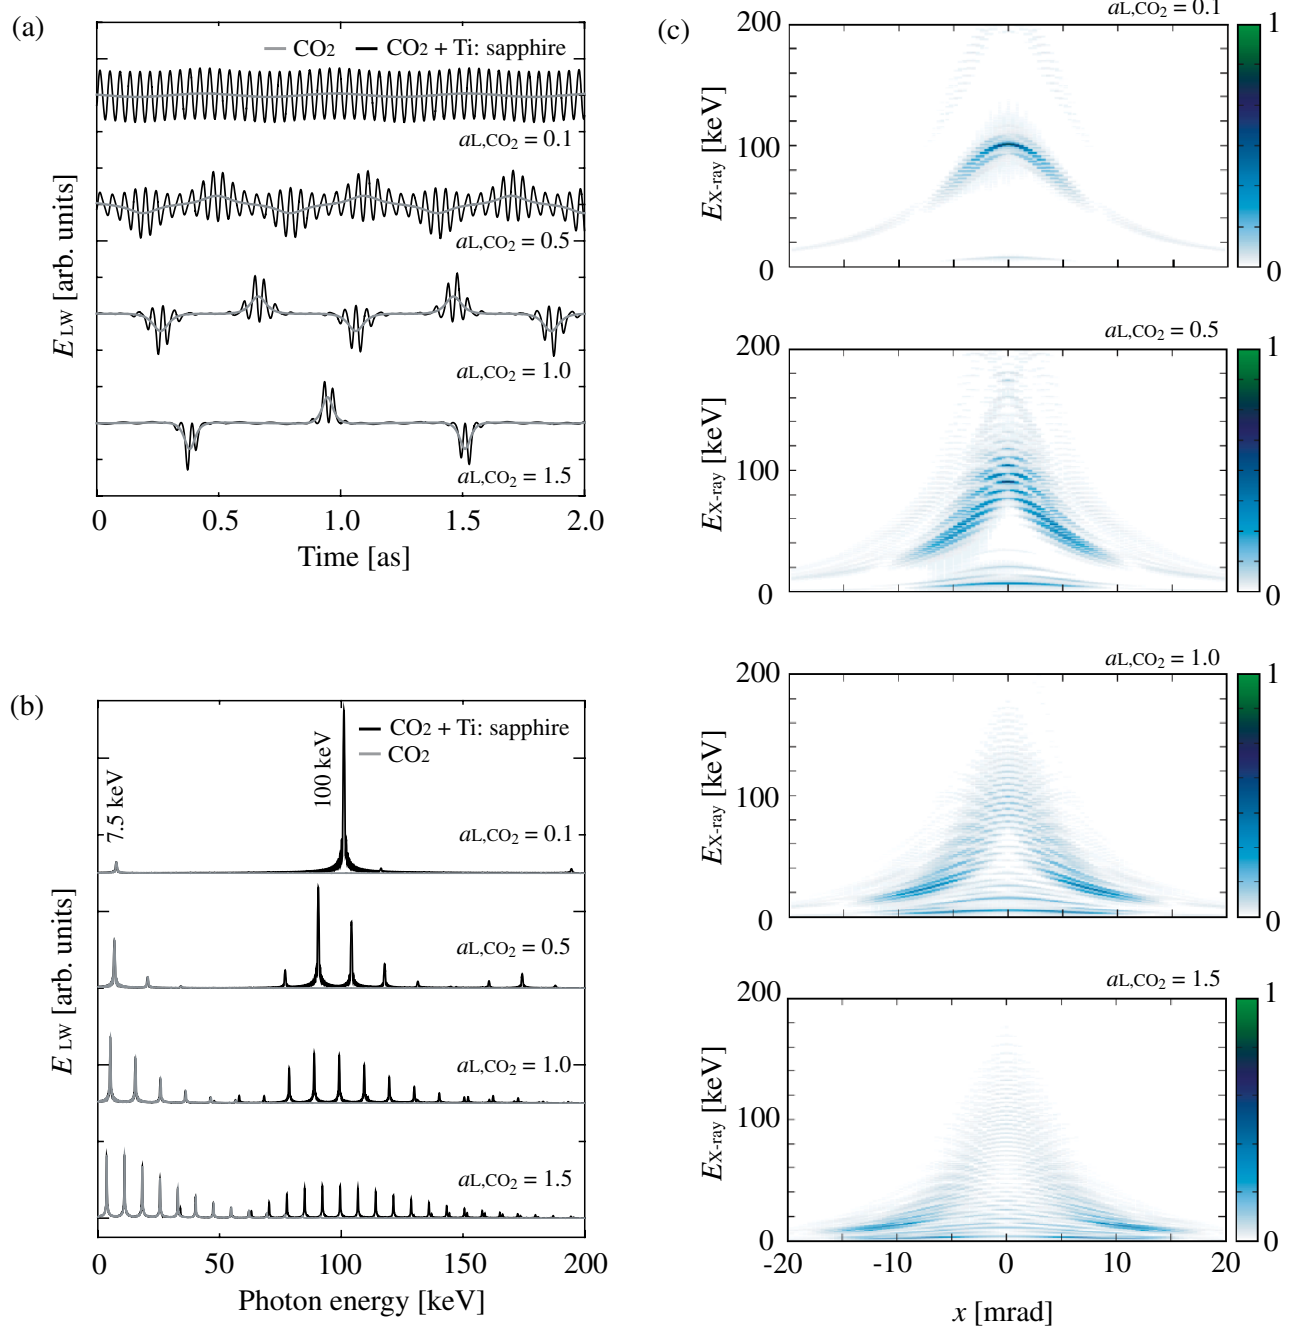 (a)
CO2 CO2 + Ti: sapphire
aL,CO2 = 0.1
aL,CO2 = 0.5
aL,CO2 = 1.0
aL,CO2 = 1.5
ELW [arb. units]
0 0.5 1.0 1.5 2.0
Time [as]
(b)
CO2 + Ti: sapphire
CO2
7.5 keV
100 keV
aL,CO2 = 0.1
aL,CO2 = 0.5
aL,CO2 = 1.0
aL,CO2 = 1.5
E LW [arb. units]
0 50 100 150 200
Photon energy [keV]
(c)
aL,CO2 = 0.1
200
100
0
EX-ray [keV]
1
0
aL,CO2 = 0.5
200
100
0
EX-ray [keV]
1
0
aL,CO2 = 1.0
200
100
0
EX-ray [keV]
1
0
aL,CO2 = 1.5
200
100
0
EX-ray [keV]
1
0
-20 -10 0 10 20
x [mrad]